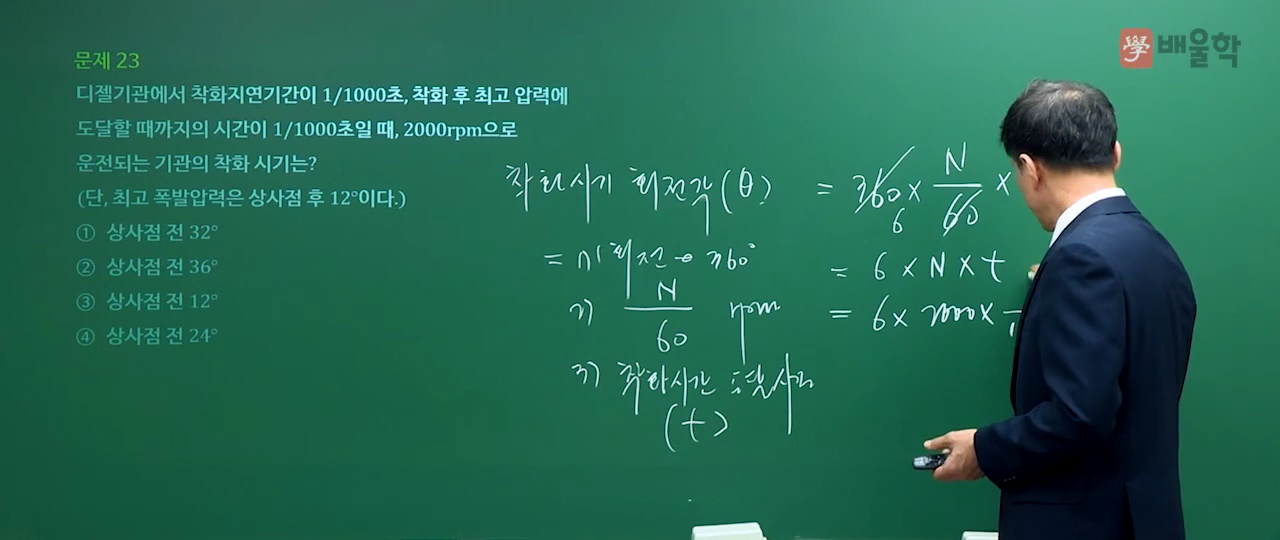 學 배울학
문제 23
디젤기관에서 착화지연기간이 1/1000초, 착화 후 최고 압력에
도달할 때까지의 시간이 1/1000초일 때, 2000rpm으로
운전되는 기관의 착화 시기는?
(단, 최고 폭발압력은 상사점 후 12°이다.)
① 상사점 전 32°
② 상사점 전 36°
③ 상사점 전 12°
④ 상사점 전 24°
착화시기 회전각(θ)
= 1) 1회전 360°
2) N/60 rpm
3) 착화시간
(t)
= 360 × N/60 ×
6
= 6 × N × t
= 6 × 2000 ×